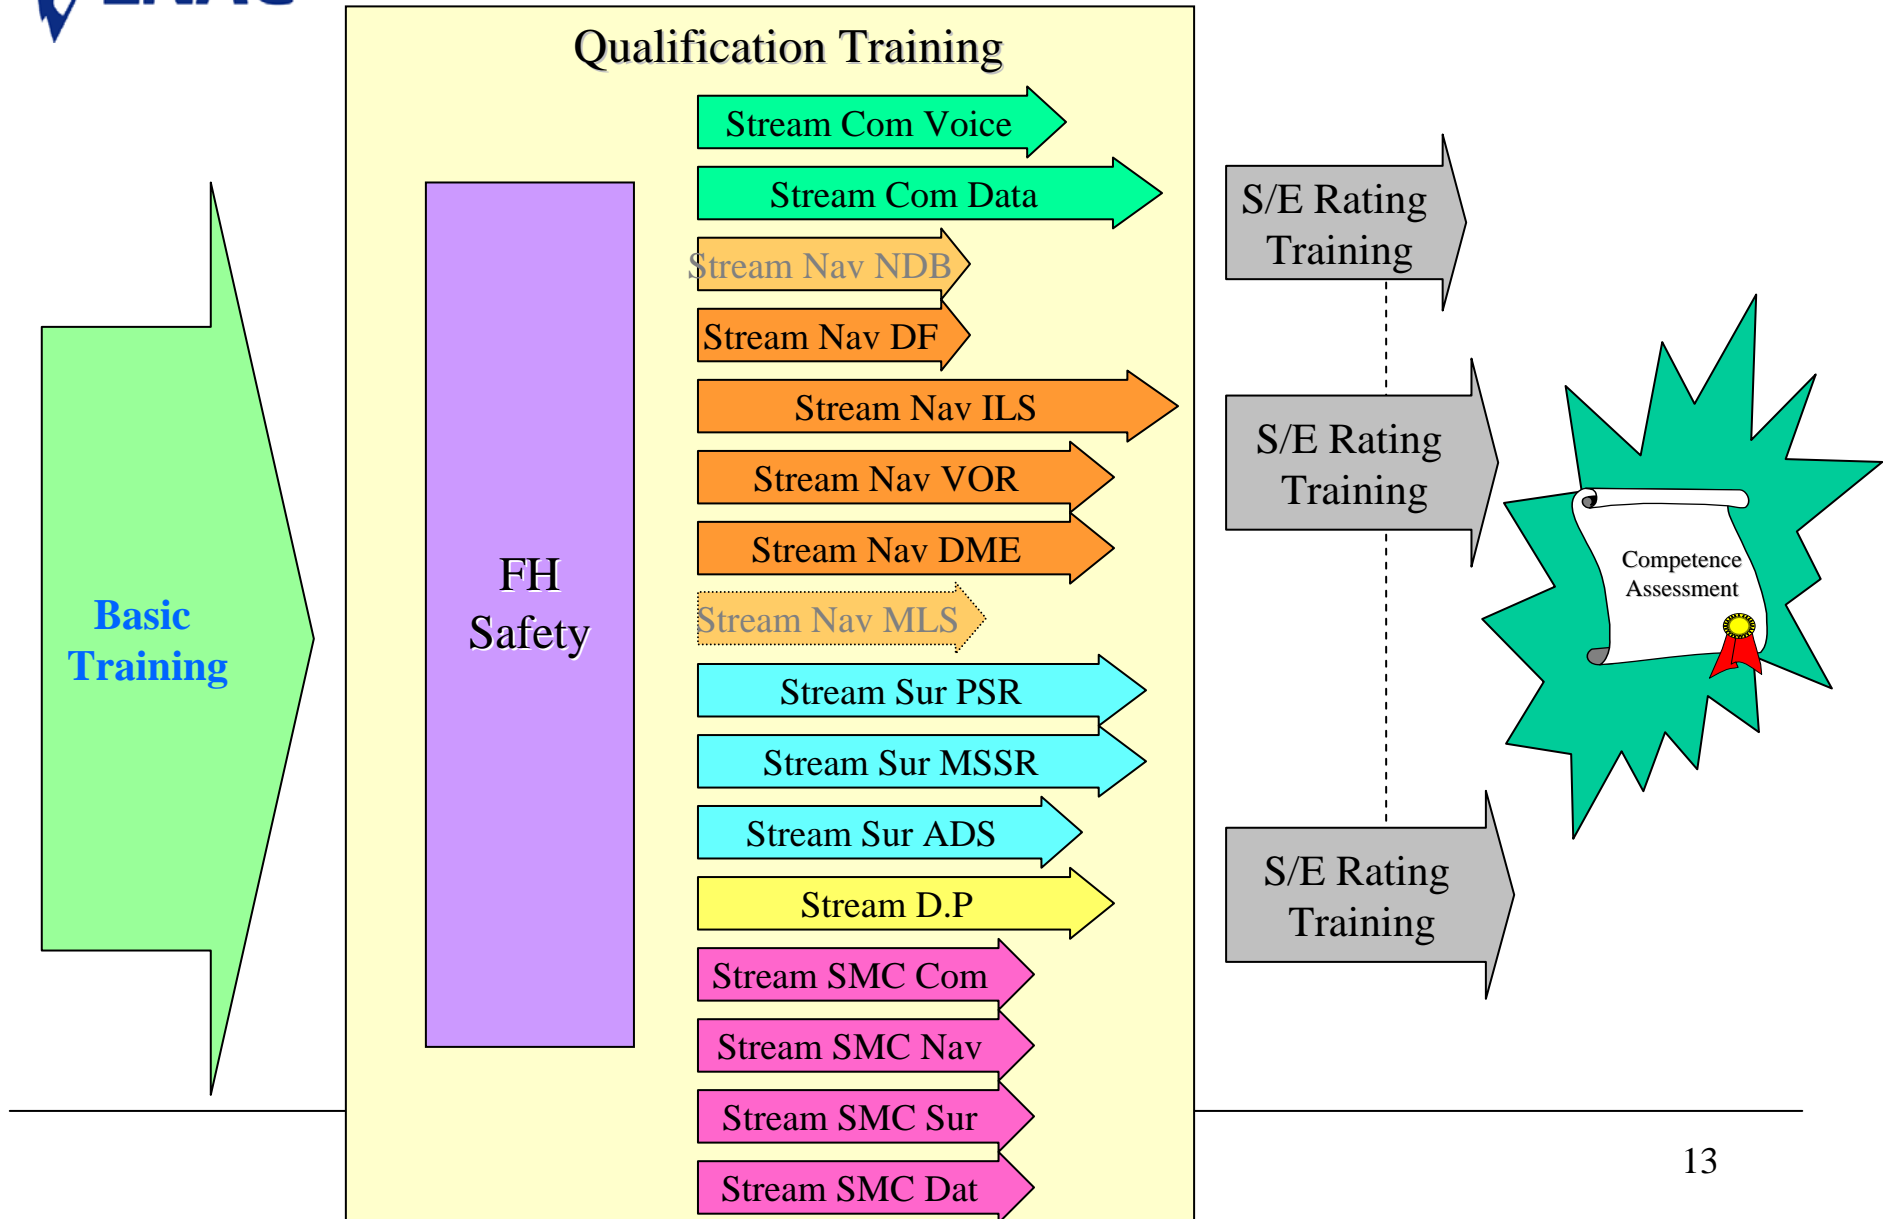 Qualification Training
Stream Com Voice
Stream Com Data
Stream Nav NDB
Stream Nav DF
Stream Nav ILS
Stream Nav VOR
Stream Nav DME
Stream Nav MLS
Stream Sur PSR
Stream Sur MSSR
Stream Sur ADS
Stream D.P
Stream SMC Com
Stream SMC Nav
Stream SMC Sur
Stream SMC Dat
Basic
Training
FH
Safety
S/E Rating
Training
S/E Rating
Training
S/E Rating
Training
Competence
Assessment
13